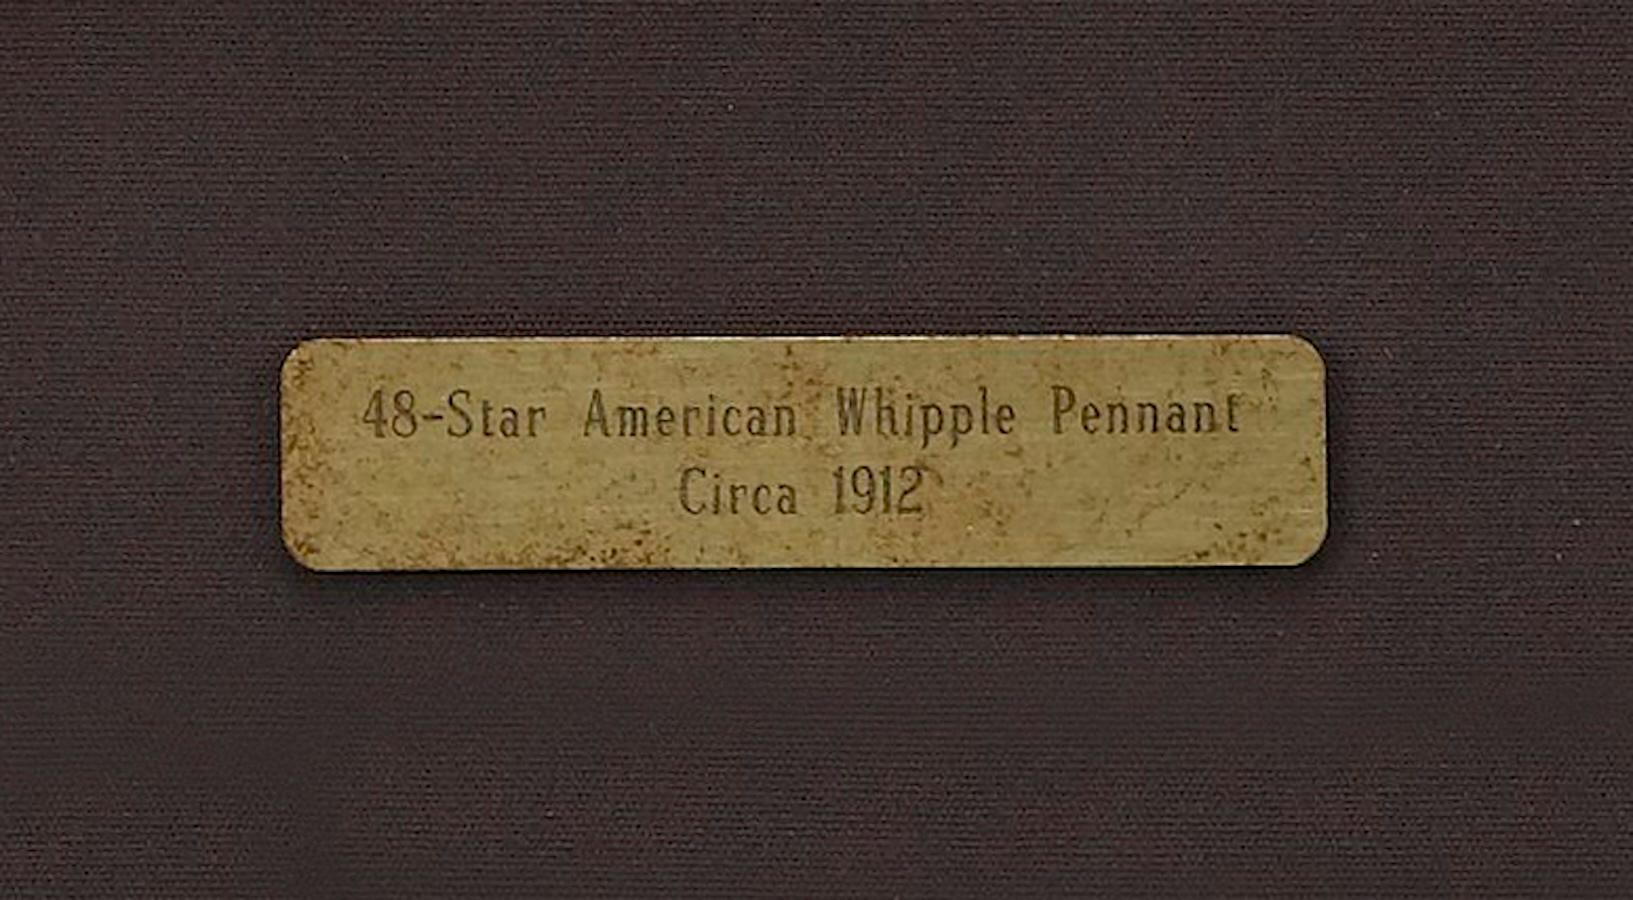 48-Star American Whipple Pennant
Circa 1912